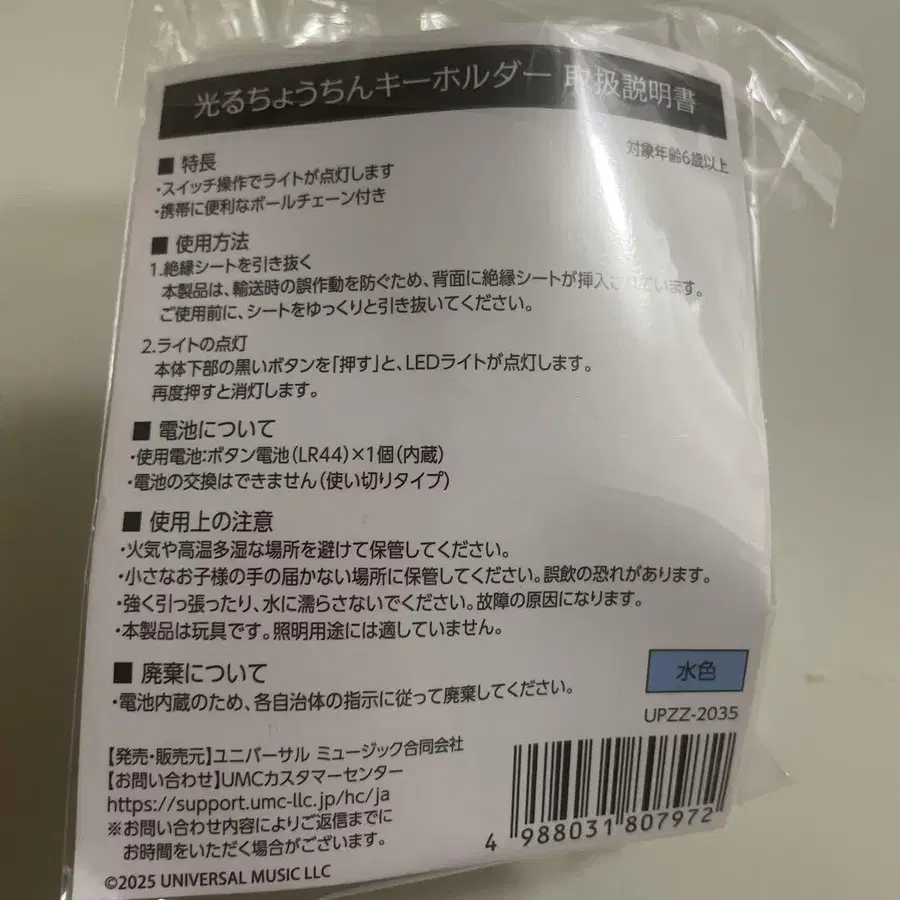 光るちょうちんキーホルダー 取扱説明書
対象年齢6歳以上
■ 特長
・スイッチ操作でライトが点灯します
・携帯に便利なボールチェーン付き
■ 使用方法
1.絶縁シートを引き抜く
本製品は、輸送時の誤作動を防ぐため、背面に絶縁シートが挿入されています。
ご使用前に、シートをゆっくりと引き抜いてください。
2.ライトの点灯
本体下部の黒いボタンを「押す」と、LEDライトが点灯します。
再度押すと消灯します。
■ 電池について
・使用電池:ボタン電池(LR44)×1個(内蔵)
・電池の交換はできません(使い切りタイプ)
■ 使用上の注意
・火気や高温多湿な場所を避けて保管してください。
・小さなお子様の手の届かない場所に保管してください。誤飲の恐れがあります。
・強く引っ張ったり、水に濡らさないでください。故障の原因になります。
・本製品は玩具です。照明用途には適していません。
■ 廃棄について
・電池内蔵のため、各自治体の指示に従って廃棄してください。
水色
UPZZ-2035
【発売・販売元】ユニバーサル ミュージック合同会社
【お問い合わせ】UMCカスタマーセンター
https://support.umc-llc.jp/hc/ja
※お問い合わせ内容によりご返信までに
お時間をいただく場合がございます。
4 988031 807972
©2025 UNIVERSAL MUSIC LLC